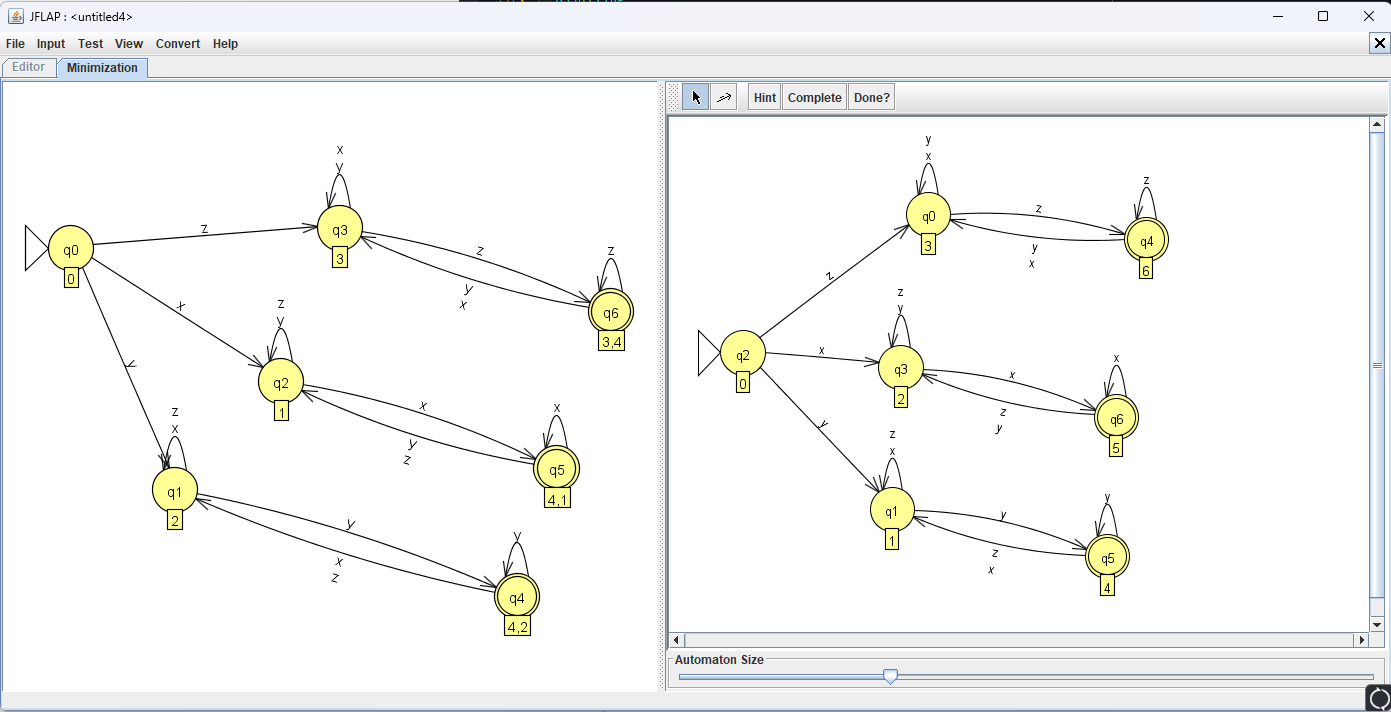 JFLAP : <untitled4>
File Input Test View Convert Help
Editor Minimization
Hint Complete Done?
x
y
q3
3
z
q0
0
z
y
x
z
q6
3,4
x
z
y
q2
1
x
y
z
x
q5
4,1
y
z
x
q1
2
y
x
z
y
q4
4,2
y
x
q0
3
z
y
x
z
q4
6
z
q2
0
x
z
y
q3
2
x
z
y
x
q6
5
y
z
x
q1
1
y
z
x
y
q5
4
Automaton Size